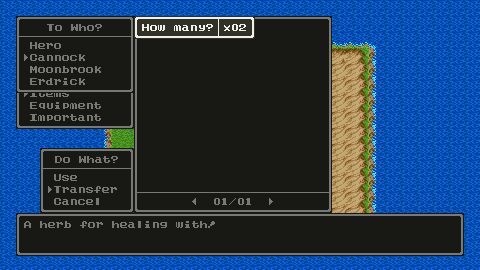 To Who?
How many? x02
Hero
Cannock
Moonbrook
Erdrick
Items
Equipment
Important
Do What?
Use
Transfer
Cancel
01/01
A herb for healing with!